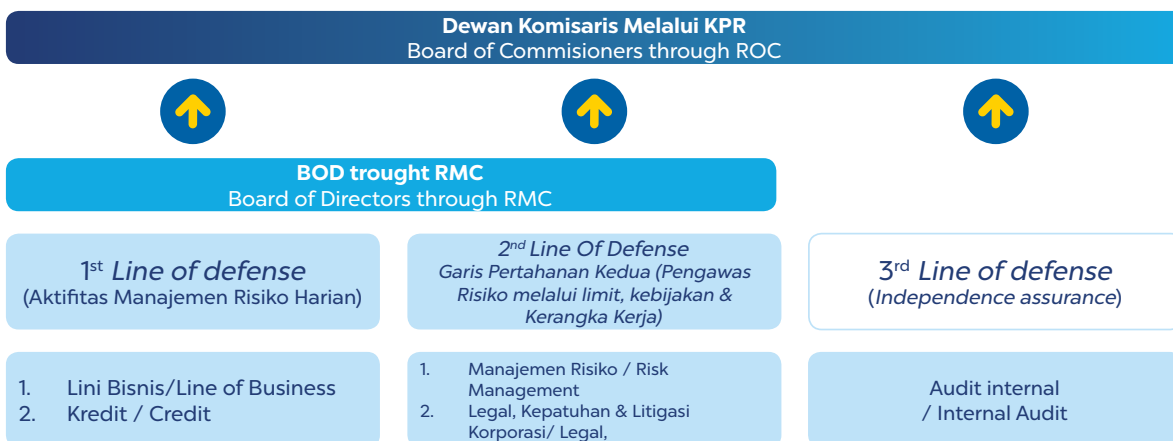 Dewan Komisaris Melalui KPR
Board of Commisioners through ROC
BOD trought RMC
Board of Directors through RMC
1st Line of defense
(Aktifitas Manajemen Risiko Harian)
2nd Line Of Defense
Garis Pertahanan Kedua (Pengawas
Risiko melalui limit, kebijakan &
Kerangka Kerja)
3rd Line of defense
(Independence assurance)
1. Lini Bisnis/Line of Business
2. Kredit / Credit
1. Manajemen Risiko / Risk
Management
2. Legal, Kepatuhan & Litigasi
Korporasi/ Legal,
Audit internal
/ Internal Audit